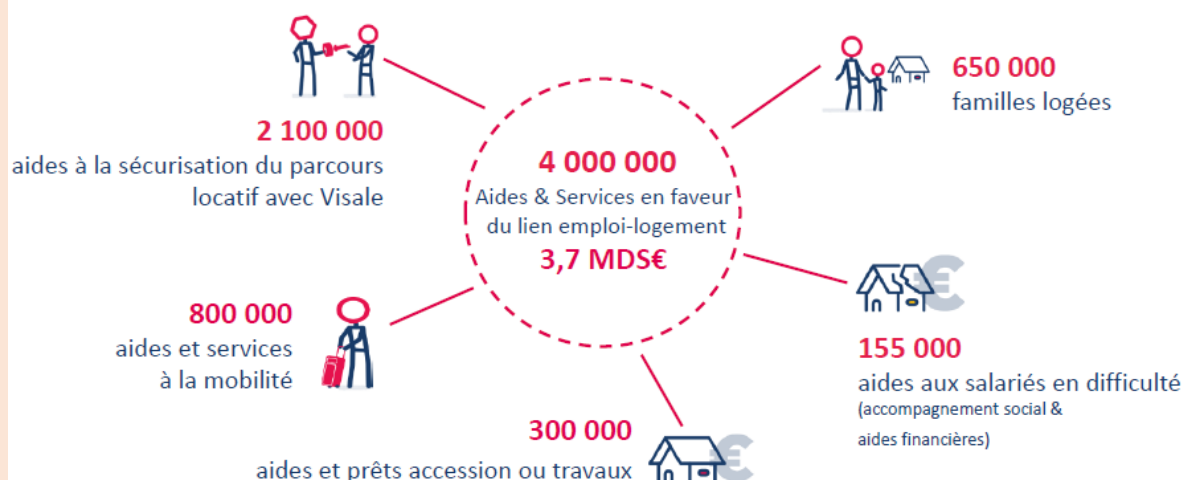 2 100 000
aides à la sécurisation du parcours
locatif avec Visale
650 000
familles logées
4 000 000
Aides & Services en faveur
du lien emploi-logement
3,7 MDS€
800 000
aides et services
à la mobilité
€
155 000
aides aux salariés en difficulté
(accompagnement social &
aides financières)
300 000
aides et prêts accession ou travaux
€